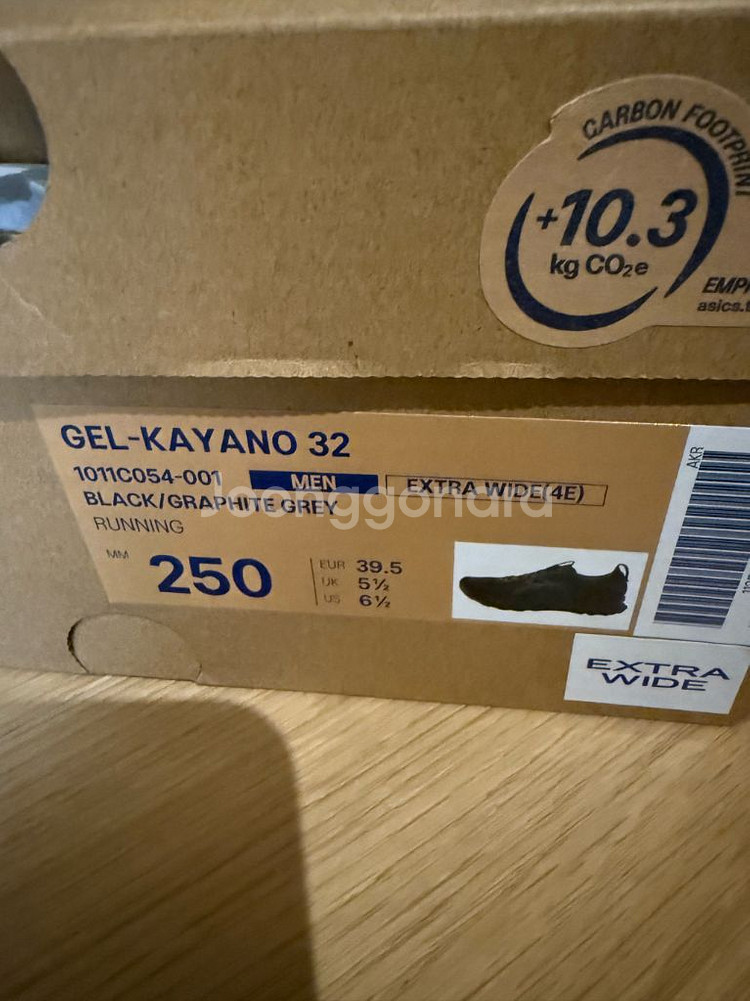 CARBON FOOTPRINT
+10.3
kg CO₂e
GEL-KAYANO 32
1011C054-001 MEN EXTRA WIDE(4E)
BLACK/GRAPHITE GREY
RUNNING
MM 250
EUR 39.5
UK 5½
US 6½
AKR
EXTRA
WIDE
Joonggonara